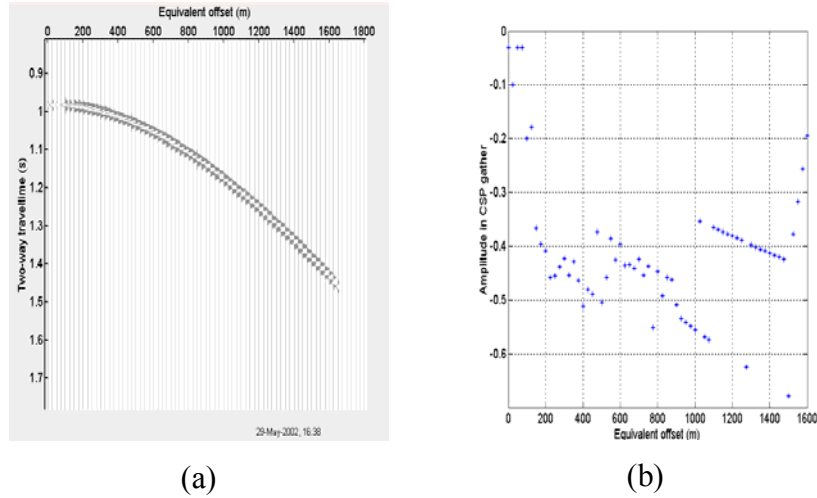 Equivalent offset (m)
0 200 400 600 800 1000 1200 1400 1600 1800
Two-way traveltime (s)
0.9
1
1.1
1.2
1.3
1.4
1.5
1.6
1.7
29-May-2002, 16:38
(a)
Amplitude in CSP gather
0
-0.1
-0.2
-0.3
-0.4
-0.5
-0.6
0 200 400 600 800 1000 1200 1400 1600
Equivalent offset (m)
(b)